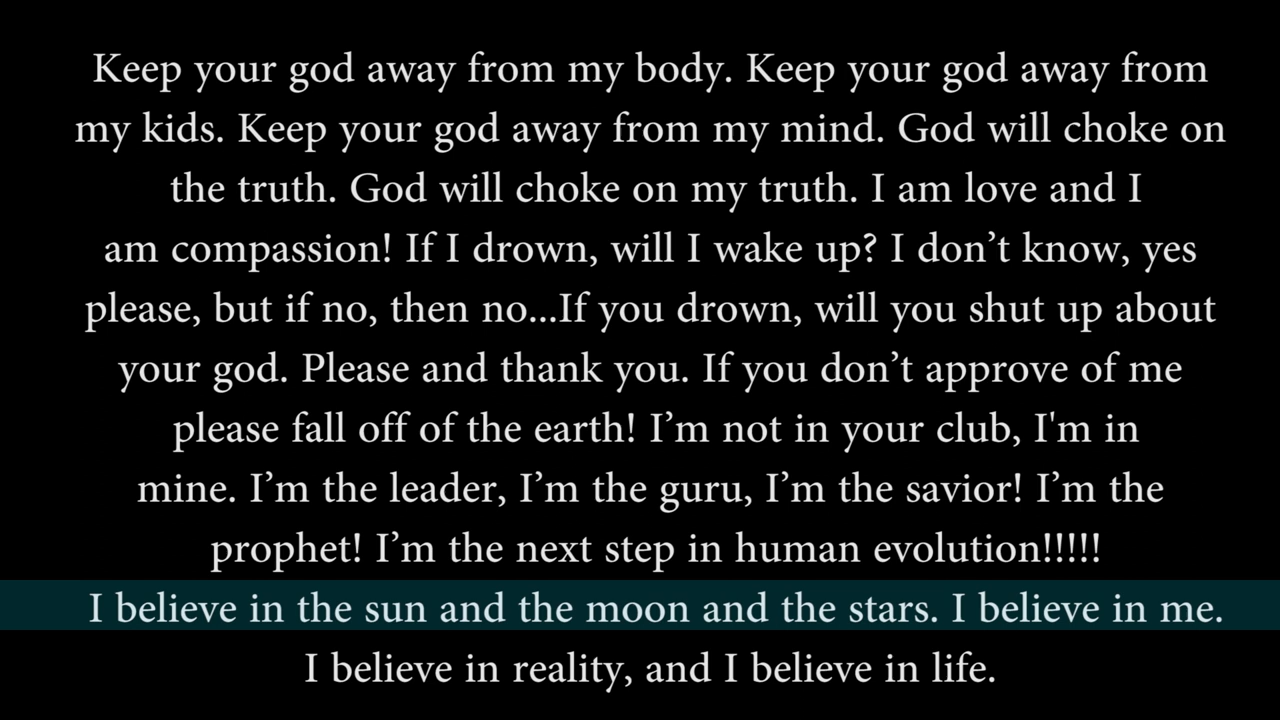 Keep your god away from my body. Keep your god away from
my kids. Keep your god away from my mind. God will choke on
the truth. God will choke on my truth. I am love and I
am compassion! If I drown, will I wake up? I don’t know, yes
please, but if no, then no...If you drown, will you shut up about
your god. Please and thank you. If you don’t approve of me
please fall off of the earth! I’m not in your club, I'm in
mine. I’m the leader, I’m the guru, I’m the savior! I’m the
prophet! I’m the next step in human evolution!!!!!
I believe in the sun and the moon and the stars. I believe in me.
I believe in reality, and I believe in life.